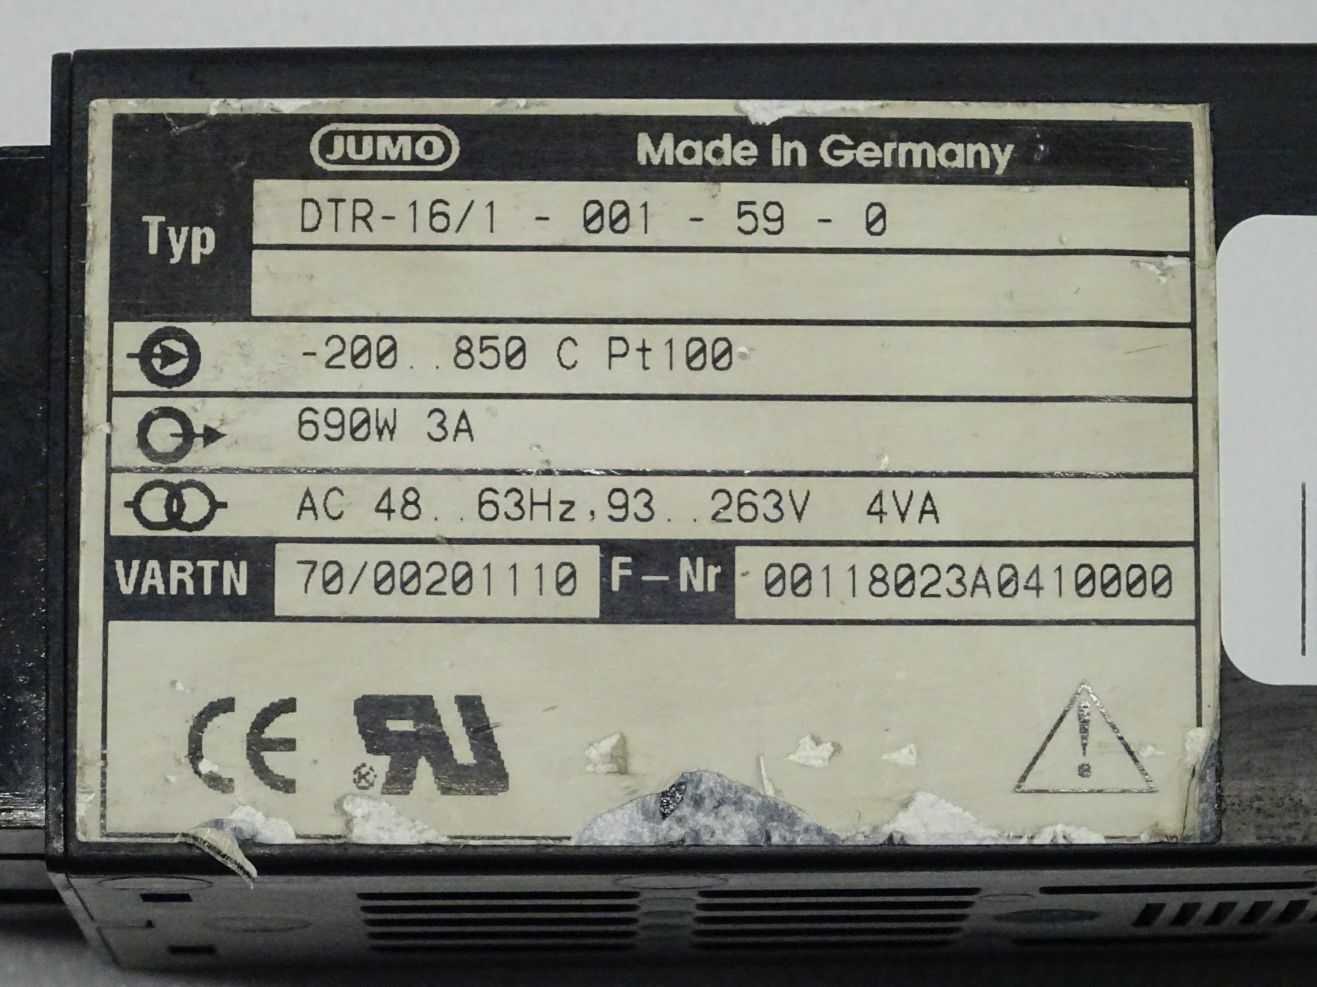 JUMO Made In Germany
Typ
DTR-16/1 - 001 - 59 - 0
-200..850 C Pt100
690W 3A
AC 48..63Hz,93..263V 4VA
VARTN 70/00201110 F-Nr 00118023A0410000
CE RU ®
!